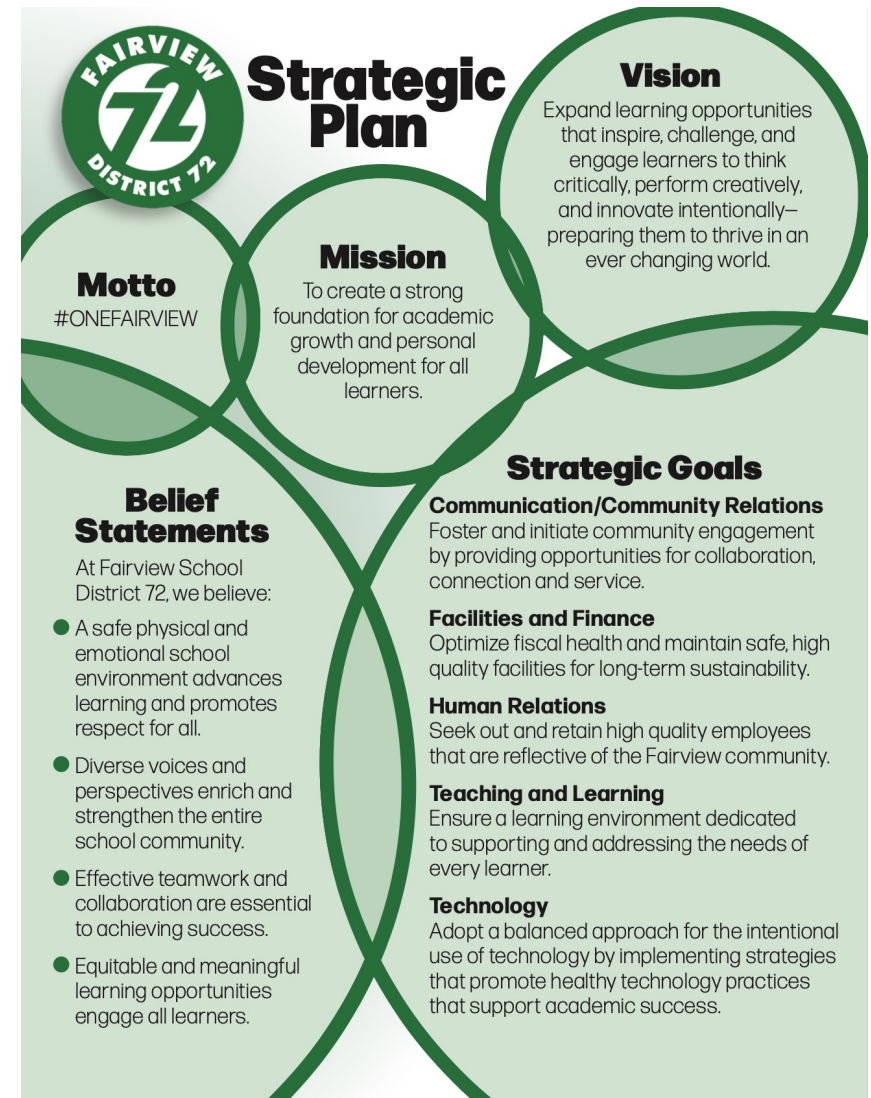 FAIRVIEW
72
DISTRICT 72
Strategic
Plan
Vision
Expand learning opportunities
that inspire, challenge, and
engage learners to think
critically, perform creatively,
and innovate intentionally—
preparing them to thrive in an
ever changing world.
Motto
#ONEFAIRVIEW
Mission
To create a strong
foundation for academic
growth and personal
development for all
learners.
Belief
Statements
At Fairview School
District 72, we believe:
A safe physical and
emotional school
environment advances
learning and promotes
respect for all.
Diverse voices and
perspectives enrich and
strengthen the entire
school community.
Effective teamwork and
collaboration are essential
to achieving success.
Equitable and meaningful
learning opportunities
engage all learners.
Strategic Goals
Communication/Community Relations
Foster and initiate community engagement
by providing opportunities for collaboration,
connection and service.
Facilities and Finance
Optimize fiscal health and maintain safe, high
quality facilities for long-term sustainability.
Human Relations
Seek out and retain high quality employees
that are reflective of the Fairview community.
Teaching and Learning
Ensure a learning environment dedicated
to supporting and addressing the needs of
every learner.
Technology
Adopt a balanced approach for the intentional
use of technology by implementing strategies
that promote healthy technology practices
that support academic success.